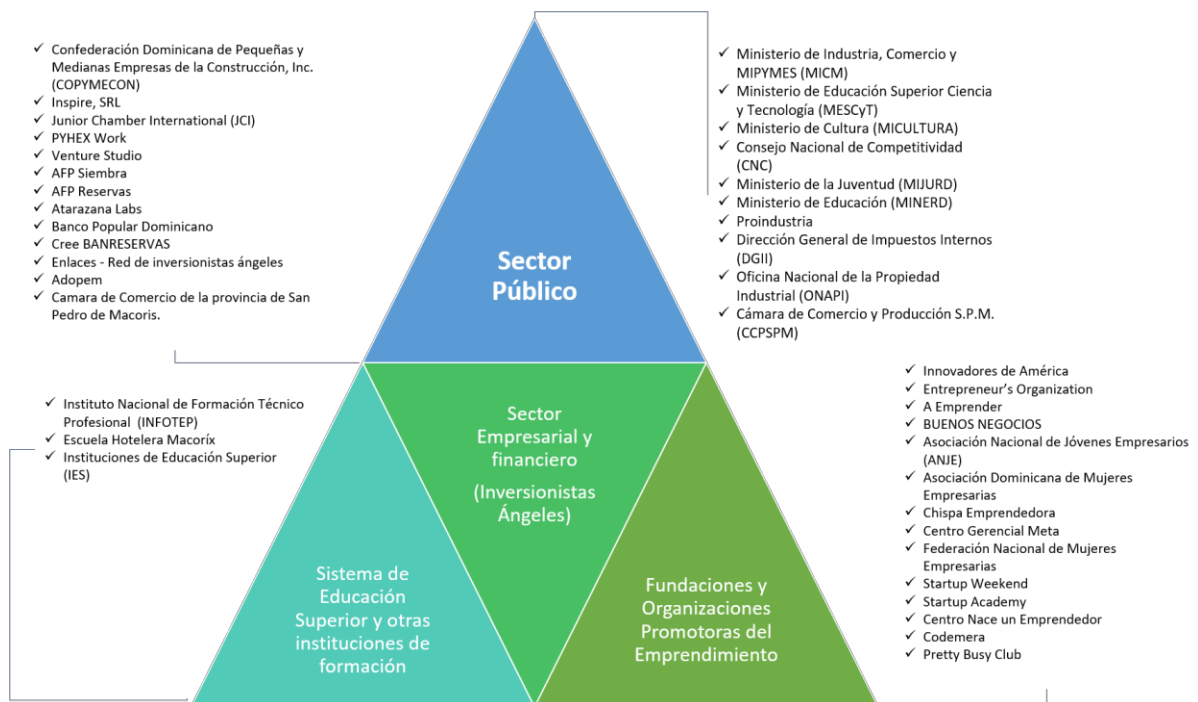 ✓ Confederación Dominicana de Pequeñas y
Medianas Empresas de la Construcción, Inc.
(COPYMECON)
✓ Inspire, SRL
✓ Junior Chamber International (JCI)
✓ PYHEX Work
✓ Venture Studio
✓ AFP Siembra
✓ AFP Reservas
✓ Atarazana Labs
✓ Banco Popular Dominicano
✓ Cree BANRESERVAS
✓ Enlaces - Red de inversionistas ángeles
✓ Adopem
✓ Camara de Comercio de la provincia de San
Pedro de Macoris.
✓ Ministerio de Industria, Comercio y
MIPYMES (MICM)
✓ Ministerio de Educación Superior Ciencia
y Tecnología (MESCyT)
✓ Ministerio de Cultura (MICULTURA)
✓ Consejo Nacional de Competitividad
(CNC)
✓ Ministerio de la Juventud (MIJURD)
✓ Ministerio de Educación (MINERD)
✓ Proindustria
✓ Dirección General de Impuestos Internos
(DGII)
✓ Oficina Nacional de la Propiedad
Industrial (ONAPI)
✓ Cámara de Comercio y Producción S.P.M.
(CCPSPM)
Sector
Público
✓ Instituto Nacional de Formación Técnico
Profesional (INFOTEP)
✓ Escuela Hotelera Macoríx
✓ Instituciones de Educación Superior
(IES)
Sector
Empresarial y
financiero
(Inversionistas
Ángeles)
✓ Innovadores de América
✓ Entrepreneur’s Organization
✓ A Emprender
✓ BUENOS NEGOCIOS
✓ Asociación Nacional de Jóvenes Empresarios
(ANJE)
✓ Asociación Dominicana de Mujeres
Empresarias
✓ Chispa Emprendedora
✓ Centro Gerencial Meta
✓ Federación Nacional de Mujeres
Empresarias
✓ Startup Weekend
✓ Startup Academy
✓ Centro Nace un Emprendedor
✓ Codemera
✓ Pretty Busy Club
Sistema de
Educación
Superior y otras
instituciones de
formación
Fundaciones y
Organizaciones
Promotoras del
Emprendimiento